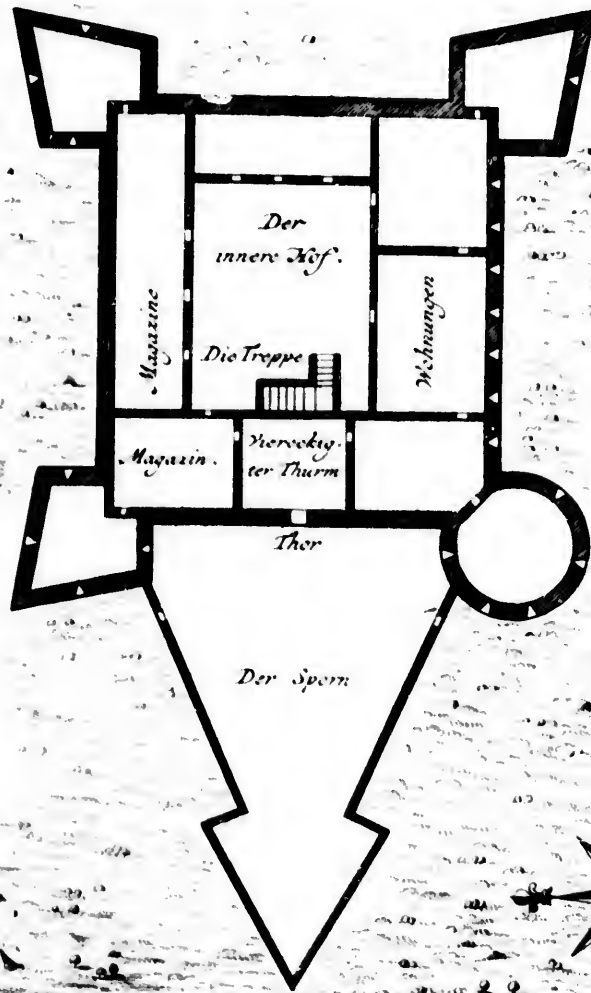 Der
innere Hof.
Magazine
Wohnungen
Die Treppe
Magazin.
Viereckig-
ter Thurm
Thor
Der Sporn